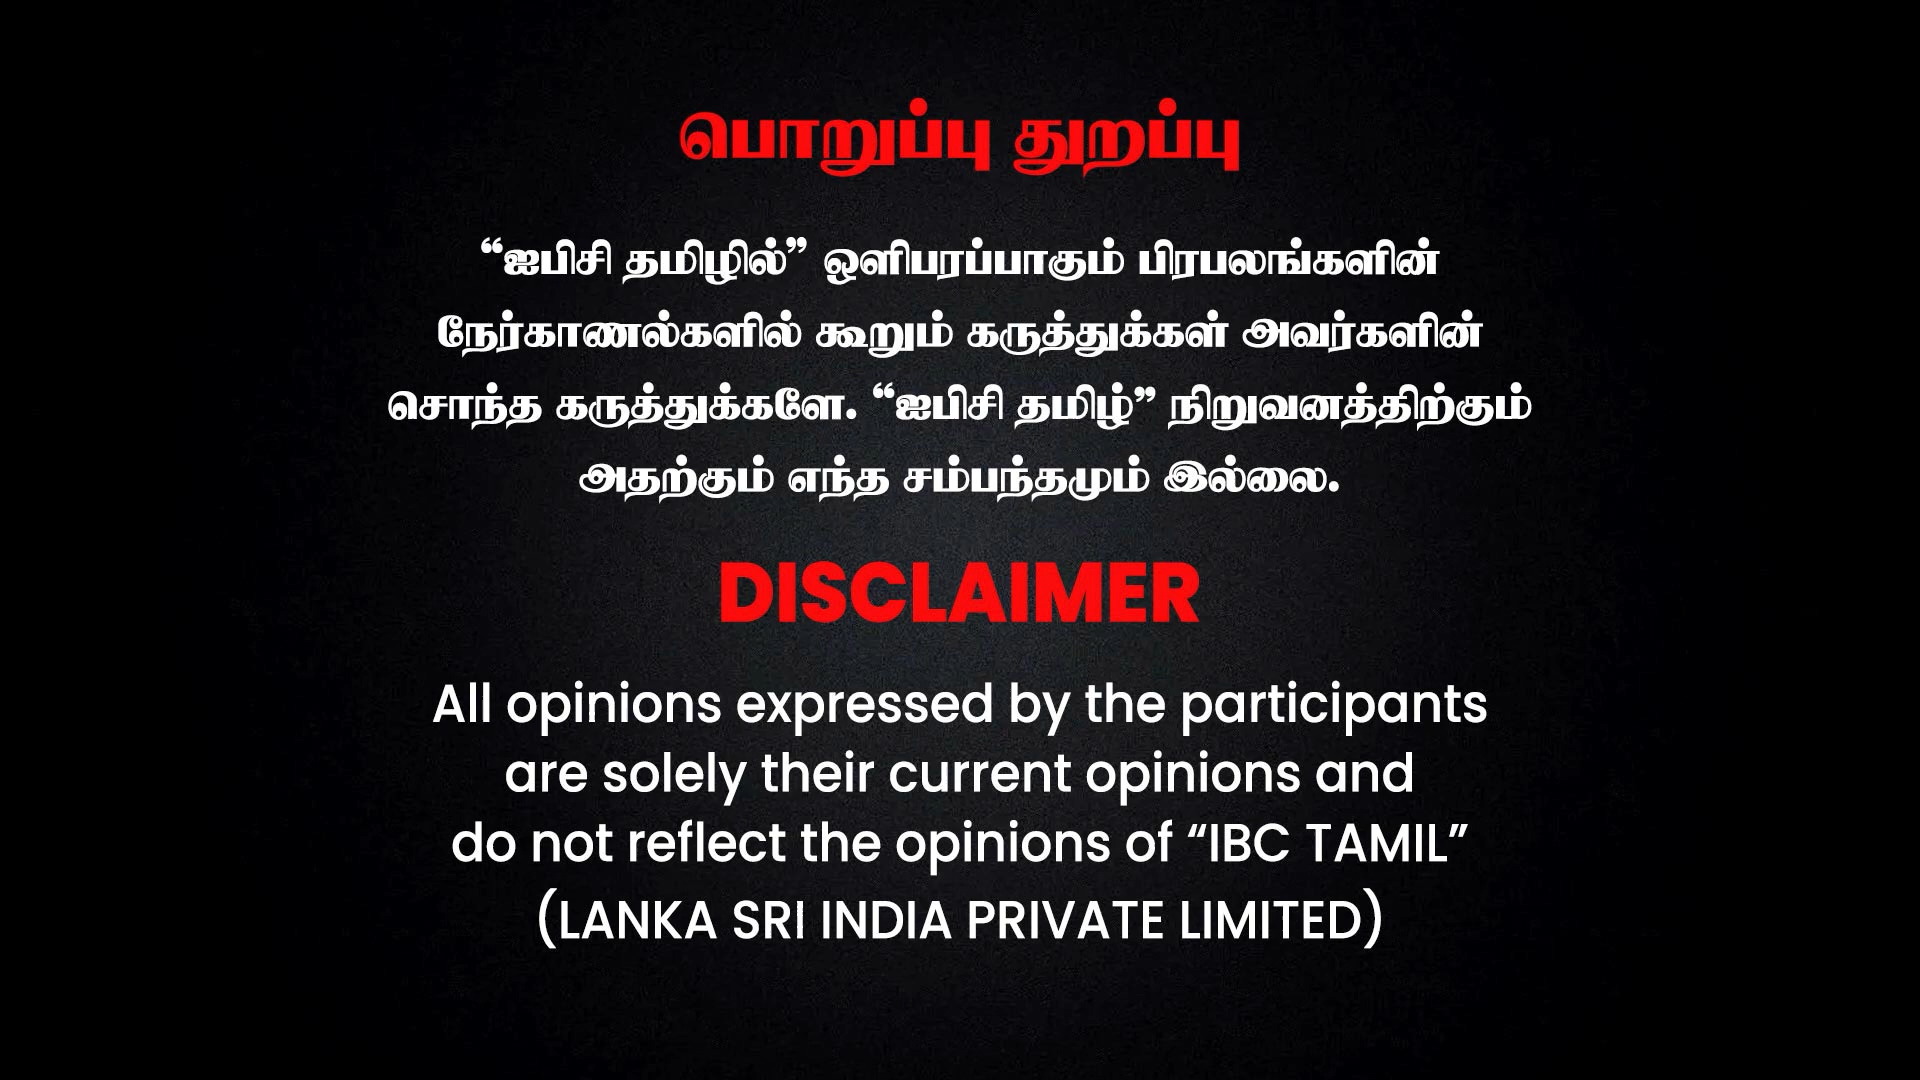 பொறுப்பு துறப்பு
“ஐபிசி தமிழில்” ஒளிபரப்பாகும் பிரபலங்களின்
நேர்காணல்களில் கூறும் கருத்துக்கள் அவர்களின்
சொந்த கருத்துக்களே. “ஐபிசி தமிழ்” நிறுவனத்திற்கும்
அதற்கும் எந்த சம்பந்தமும் இல்லை.
DISCLAIMER
All opinions expressed by the participants
are solely their current opinions and
do not reflect the opinions of “IBC TAMIL”
(LANKA SRI INDIA PRIVATE LIMITED)